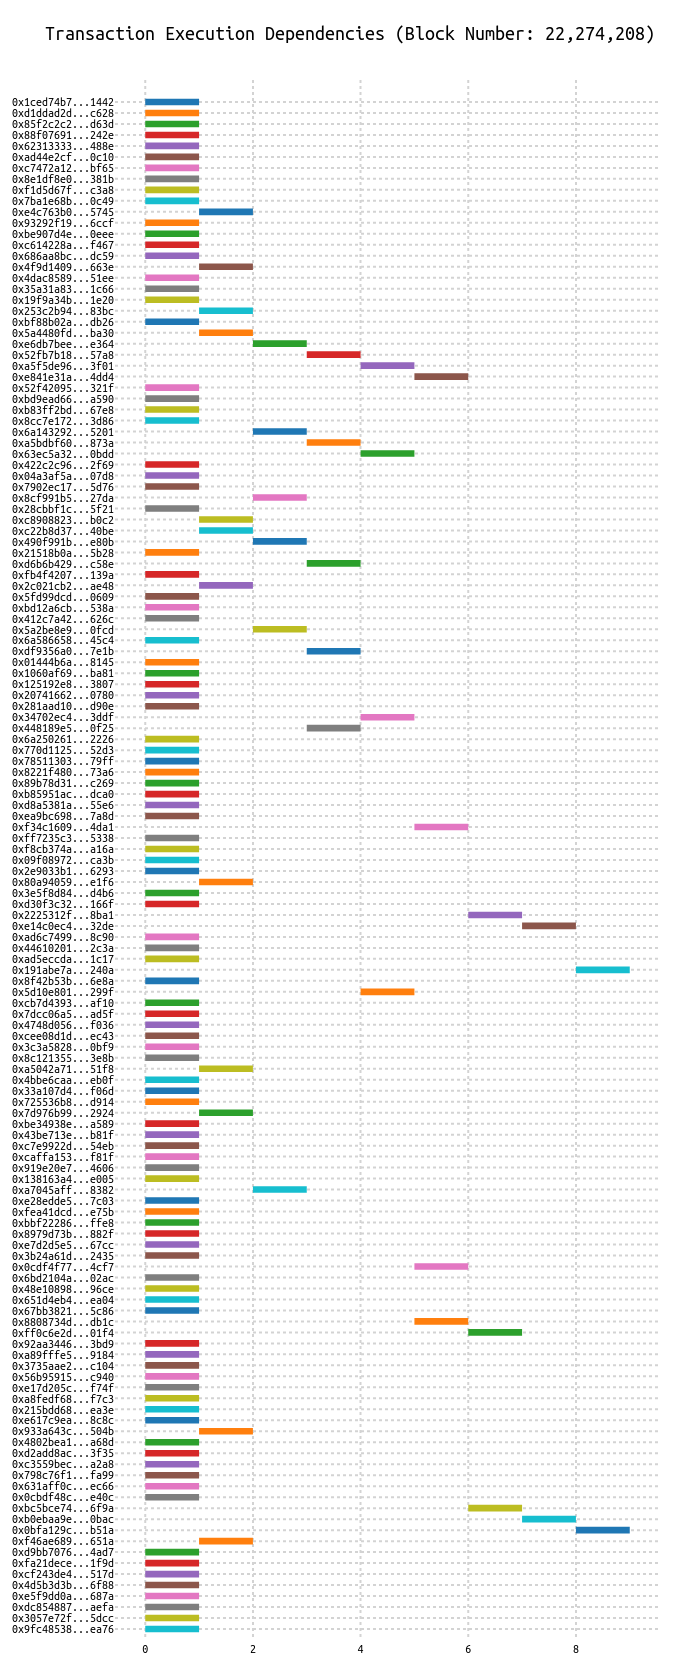 Transaction Execution Dependencies (Block Number: 22,274,208)
0x1ced74b7...1442
0xd1ddad2d...c628
0x85f2c2c2...d63d
0x88f07691...242e
0x62313333...488e
0xad44e2cf...0c10
0xc7472a12...bf65
0x8e1df8e0...381b
0xf1d5d67f...c3a8
0x7ba1e68b...0c49
0xe4c763b0...5745
0x93292f19...6ccf
0xbe907d4e...0eee
0xc614228a...f467
0x686aa8bc...dc59
0x4f9d1409...663e
0x4dac8589...51ee
0x35a31a83...1c66
0x19f9a34b...1e20
0x253c2b94...83bc
0xbf88b02a...db26
0x5a4480fd...ba30
0xe6db7bee...e364
0x52fb7b18...57a8
0xa5f5de96...3f01
0xe841e31a...4dd4
0x52f42095...321f
0xbd9ead66...a590
0xb83ff2bd...67e8
0x8cc7e172...3d86
0x6a143292...5201
0xa5bdbf60...873a
0x63ec5a32...0bdd
0x422c2c96...2f69
0x04a3af5a...07d8
0x7902ec17...5d76
0x8cf991b5...27da
0x28cbbf1c...5f21
0xc8908823...b0c2
0xc22b8d37...40be
0x490f991b...e80b
0x21518b0a...5b28
0xd6b6b429...c58e
0xfb4f4207...139a
0x2c021cb2...ae48
0x5fd99dcd...0609
0xbd12a6cb...538a
0x412c7a42...626c
0x5a2be8e9...0fcd
0x6a586658...45c4
0xdf9356a0...7e1b
0x01444b6a...8145
0x1060af69...ba81
0x125192e8...3807
0x20741662...0780
0x281aad10...d90e
0x34702ec4...3ddf
0x448189e5...0f25
0x6a250261...2226
0x770d1125...52d3
0x78511303...79ff
0x8221f480...73a6
0x89b78d31...c269
0xb85951ac...dca0
0xd8a5381a...55e6
0xea9bc698...7a8d
0xf34c1609...4da1
0xff7235c3...5338
0xf8cb374a...a16a
0x09f08972...ca3b
0x2e9033b1...6293
0x80a94059...e1f6
0x3e5f8d84...d4b6
0xd30f3c32...166f
0x2225312f...8ba1
0xe14c0ec4...32de
0xad6c7499...8c90
0x44610201...2c3a
0xad5eccda...1c17
0x191abe7a...240a
0x8f42b53b...6e8a
0x5d10e801...299f
0xcb7d4393...af10
0x7dcc06a5...ad5f
0x4748d056...f036
0xcee08d1d...ec43
0x3c3a5828...0bf9
0x8c121355...3e8b
0xa5042a71...51f8
0x4bbe6caa...eb0f
0x33a107d4...f06d
0x725536b8...d914
0x7d976b99...2924
0xbe34938e...a589
0x43be713e...b81f
0xc7e9922d...54eb
0xcaffa153...f81f
0x919e20e7...4606
0x138163a4...e005
0xa7045aff...8382
0xe28edde5...7c03
0xfea41dcd...e75b
0xbbf22286...ffe8
0x8979d73b...882f
0xe7d2d5e5...67cc
0x3b24a61d...2435
0x0cdf4f77...4cf7
0x6bd2104a...02ac
0x48e10898...96ce
0x651d4eb4...ea04
0x67bb3821...5c86
0x8808734d...db1c
0xff0c6e2d...01f4
0x92aa3446...3bd9
0xa89fffe5...9184
0x3735aae2...c104
0x56b95915...c940
0xe17d205c...f74f
0xa8fedf68...f7c3
0x215bdd68...ea3e
0xe617c9ea...8c8c
0x933a643c...504b
0x4802bea1...a68d
0xd2add8ac...3f35
0xc3559bec...a2a8
0x798c76f1...fa99
0x631aff0c...ec66
0x0cbdf48c...e40c
0xbc5bce74...6f9a
0xb0ebaa9e...0bac
0x0bfa129c...b51a
0xf46ae689...651a
0xd9bb7076...4ad7
0xfa21dece...1f9d
0xcf243de4...517d
0x4d5b3d3b...6f88
0xe5f9dd0a...687a
0xdc854887...aefa
0x3057e72f...5dcc
0x9fc48538...ea76
0 2 4 6 8